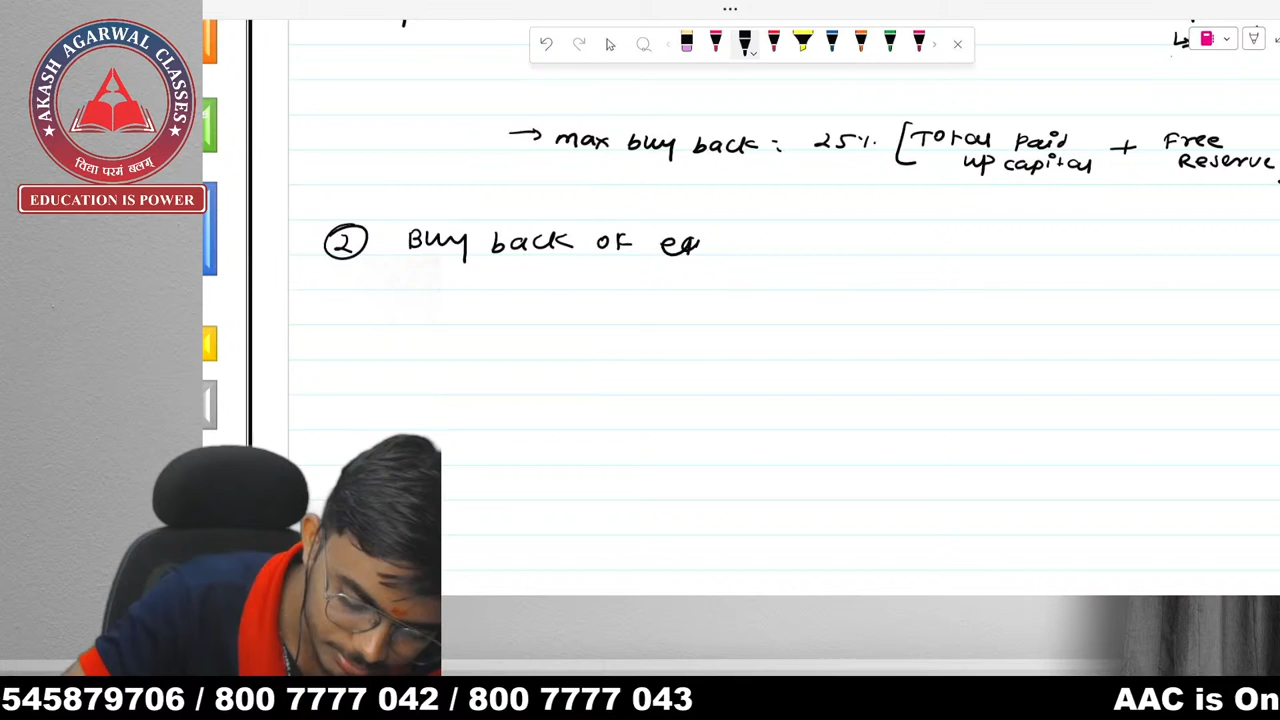 AKASH AGARWAL CLASSES
विद्या परमं बलम्
EDUCATION IS POWER
→ max buy back : 25% [Total Paid up capital + Free Reserve
② Buy back of eq
545879706 / 800 7777 042 / 800 7777 043
AAC is On